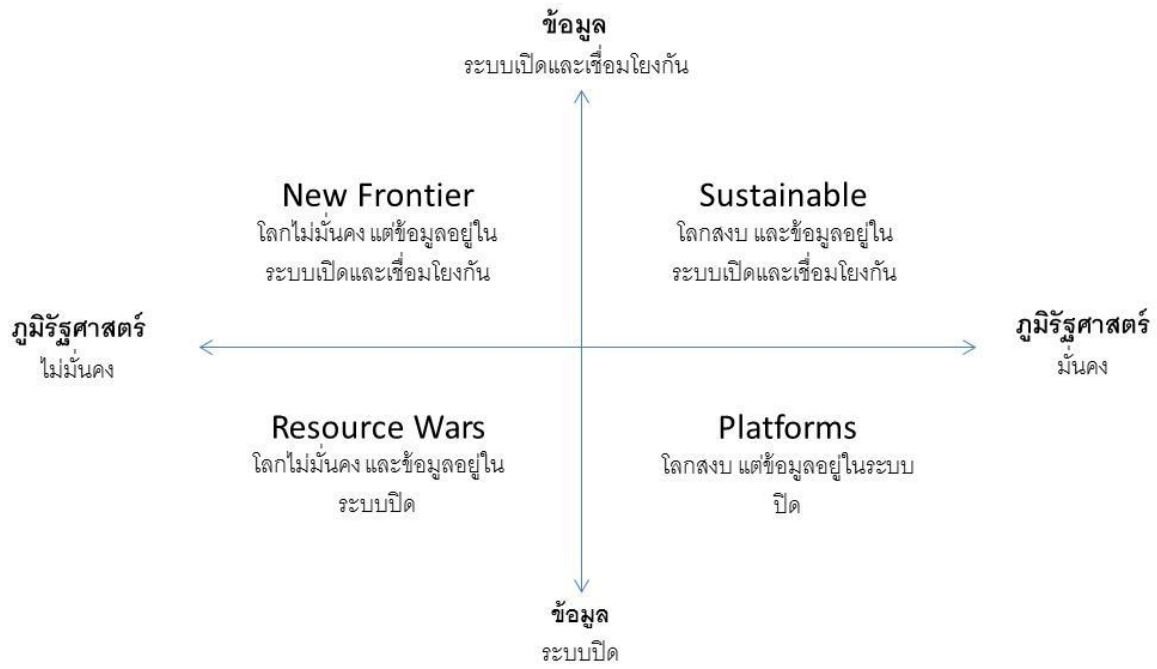 ข้อมูล
ระบบเปิดและเชื่อมโยงกัน
New Frontier
โลกไม่มั่นคง แต่ข้อมูลอยู่ใน
ระบบเปิดและเชื่อมโยงกัน
Sustainable
โลกสงบ และข้อมูลอยู่ใน
ระบบเปิดและเชื่อมโยงกัน
ภูมิรัฐศาสตร์
ไม่มั่นคง
ภูมิรัฐศาสตร์
มั่นคง
Resource Wars
โลกไม่มั่นคง และข้อมูลอยู่ใน
ระบบปิด
Platforms
โลกสงบ แต่ข้อมูลอยู่ในระบบ
ปิด
ข้อมูล
ระบบปิด